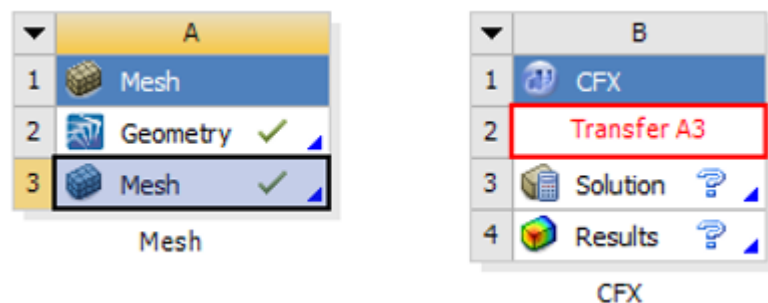 A
1 Mesh
2 Geometry
3 Mesh
Mesh
B
1 CFX
2 Transfer A3
3 Solution ?
4 Results ?
CFX